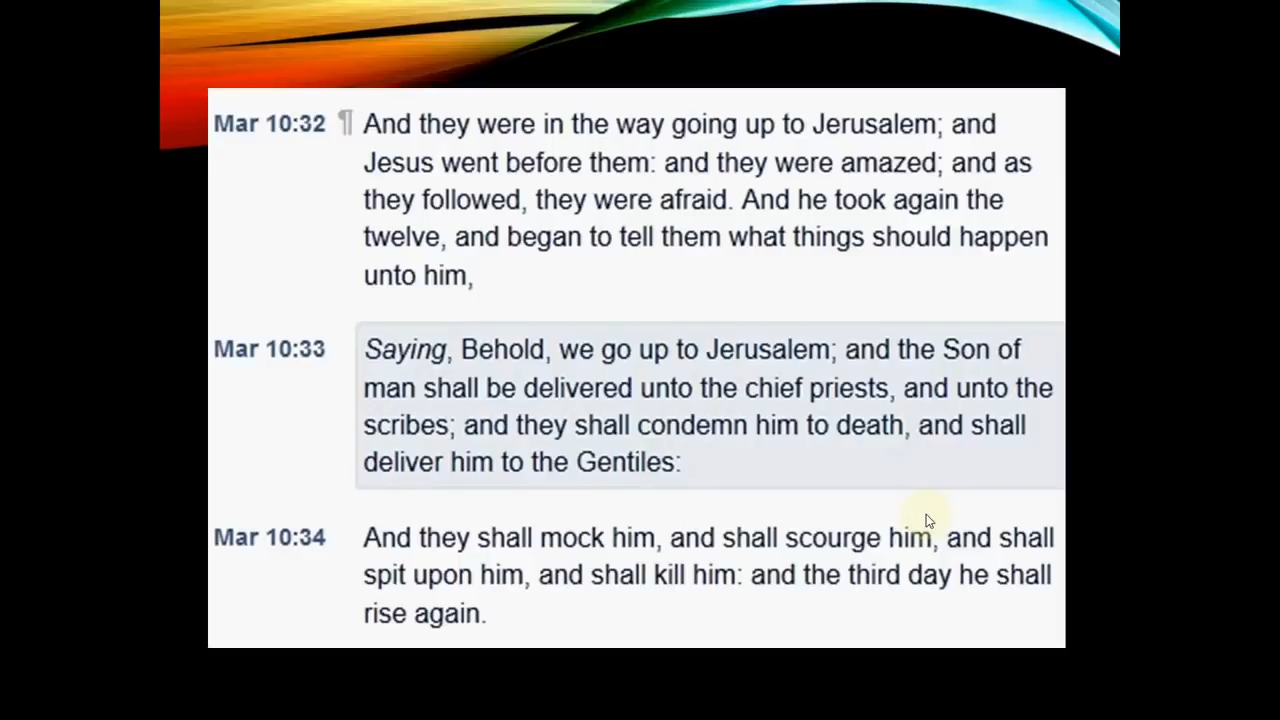 Mar 10:32 ¶ And they were in the way going up to Jerusalem; and
Jesus went before them: and they were amazed; and as
they followed, they were afraid. And he took again the
twelve, and began to tell them what things should happen
unto him,
Mar 10:33 Saying, Behold, we go up to Jerusalem; and the Son of
man shall be delivered unto the chief priests, and unto the
scribes; and they shall condemn him to death, and shall
deliver him to the Gentiles:
Mar 10:34 And they shall mock him, and shall scourge him, and shall
spit upon him, and shall kill him: and the third day he shall
rise again.